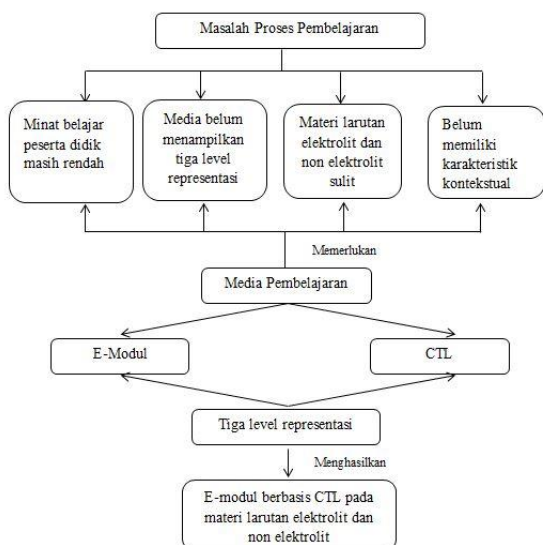 Masalah Proses Pembelajaran
Minat belajar
peserta didik
masih rendah
Media belum
menampilkan
tiga level
representasi
Materi larutan
elektrolit dan
non elektrolit
sulit
Belum
memiliki
karakteristik
kontekstual
Memerlukan
Media Pembelajaran
E-Modul
CTL
Tiga level representasi
Menghasilkan
E-modul berbasis CTL pada
materi larutan elektrolit dan
non elektrolit